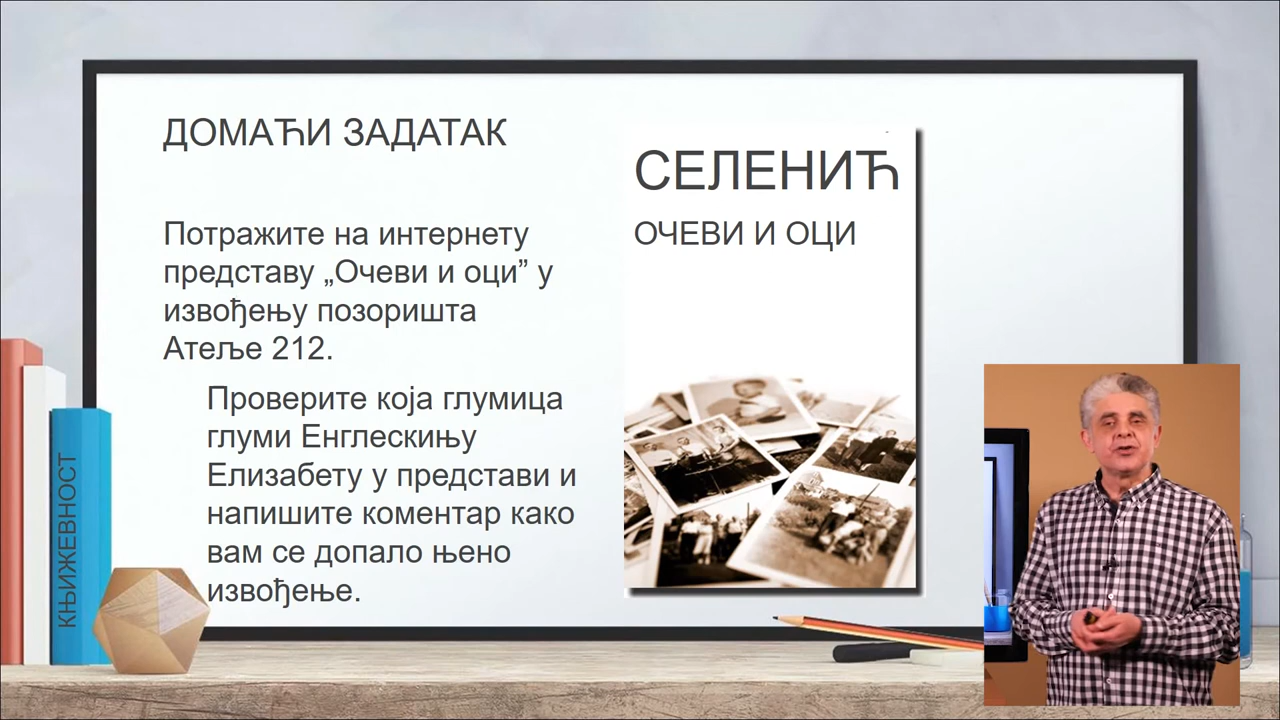 ДОМАЋИ ЗАДАТАК
Потражите на интернету
представу „Очеви и оци” у
извођењу позоришта
Атеље 212.
Проверите која глумица
глуми Енглескињу
Елизабету у представи и
напишите коментар како
вам се допало њено
извођење.
СЕЛЕНИЋ
ОЧЕВИ И ОЦИ
КЊИЖЕВНОСТ